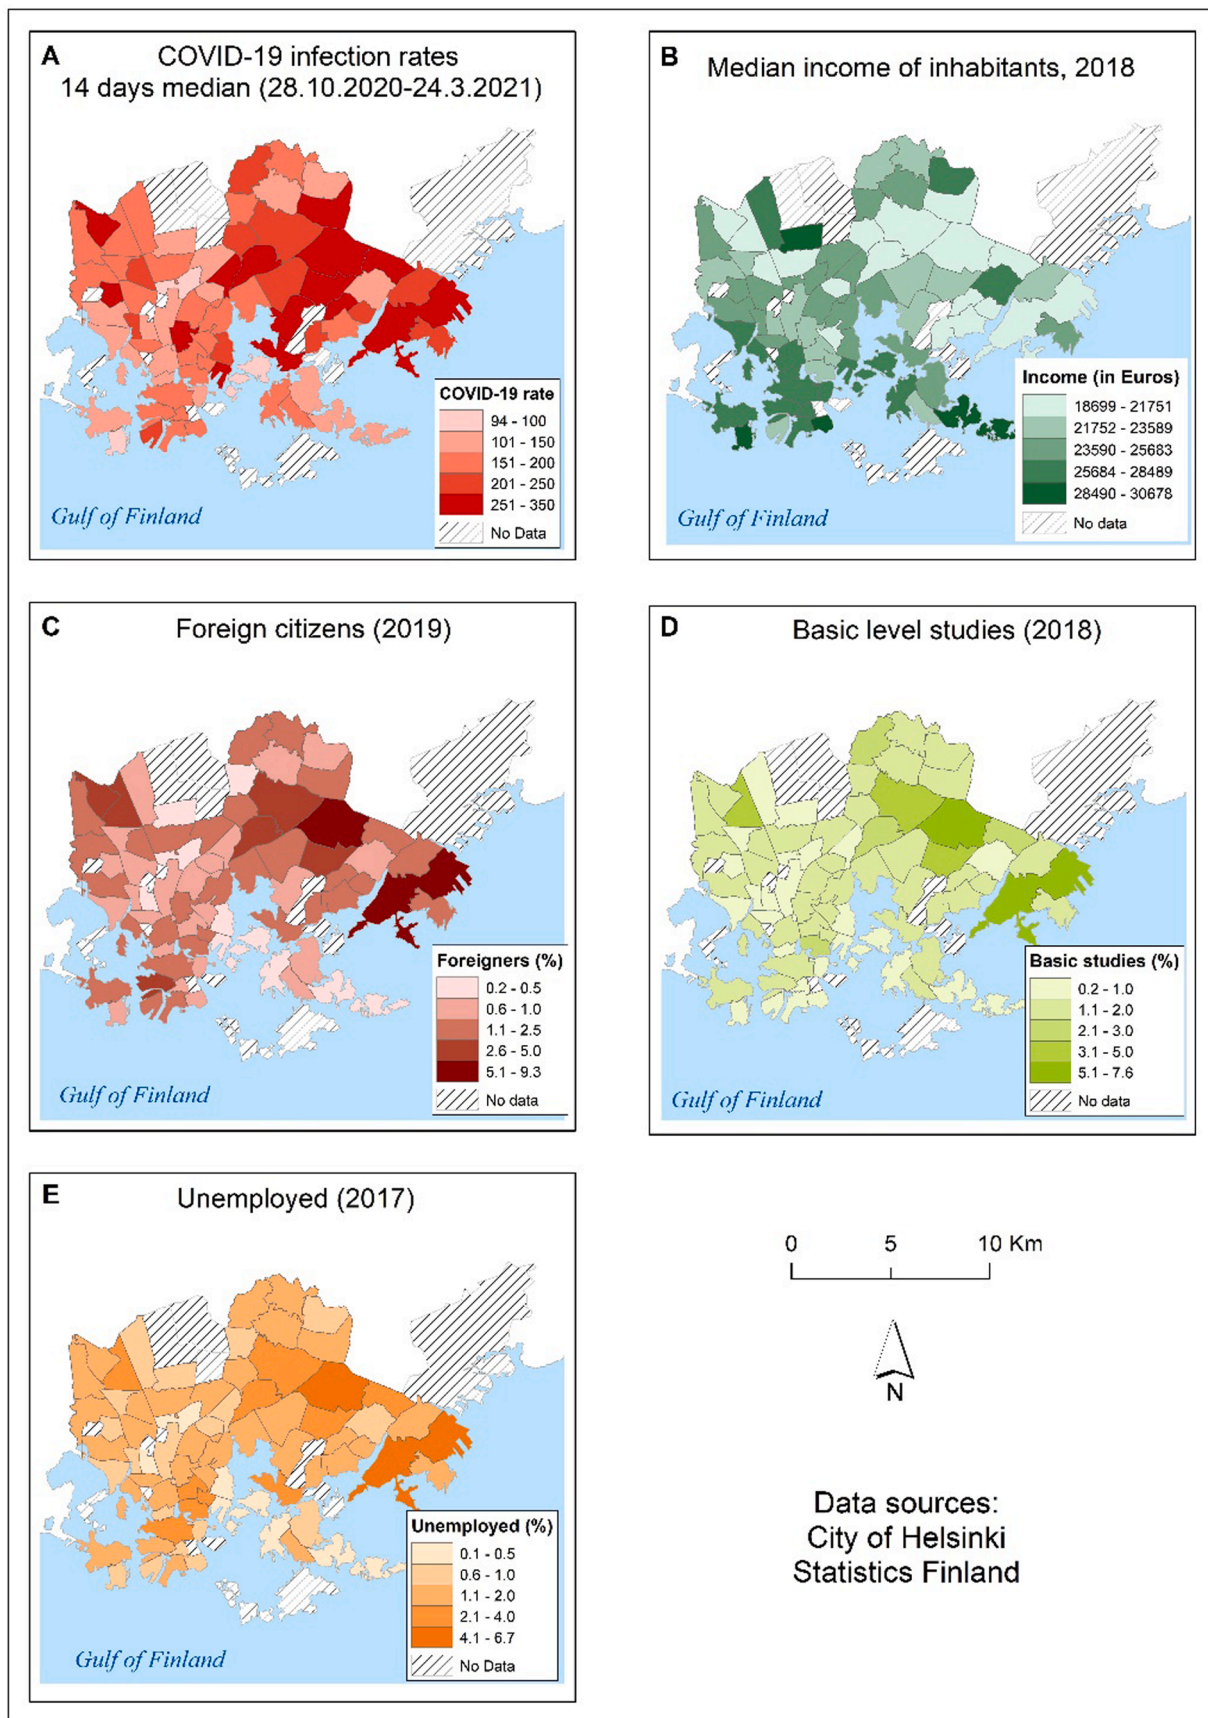 A
COVID-19 infection rates
14 days median (28.10.2020-24.3.2021)
COVID-19 rate
94 - 100
101 - 150
151 - 200
201 - 250
251 - 350
No Data
Gulf of Finland
B
Median income of inhabitants, 2018
Income (in Euros)
18699 - 21751
21752 - 23589
23590 - 25683
25684 - 28489
28490 - 30678
No data
Gulf of Finland
C
Foreign citizens (2019)
Foreigners (%)
0.2 - 0.5
0.6 - 1.0
1.1 - 2.5
2.6 - 5.0
5.1 - 9.3
No data
Gulf of Finland
D
Basic level studies (2018)
Basic studies (%)
0.2 - 1.0
1.1 - 2.0
2.1 - 3.0
3.1 - 5.0
5.1 - 7.6
No data
Gulf of Finland
E
Unemployed (2017)
Unemployed (%)
0.1 - 0.5
0.6 - 1.0
1.1 - 2.0
2.1 - 4.0
4.1 - 6.7
No Data
Gulf of Finland
0 5 10 Km
N
Data sources:
City of Helsinki
Statistics Finland